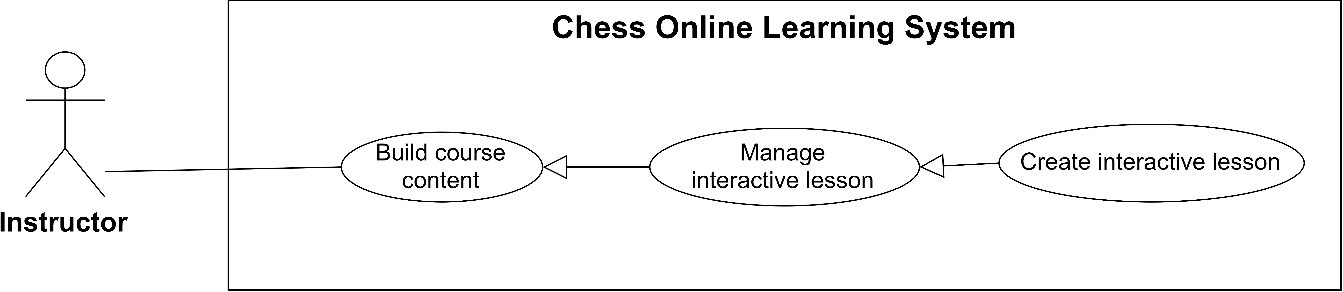 Chess Online Learning System
Build course
content
Manage
interactive lesson
Create interactive lesson
Instructor